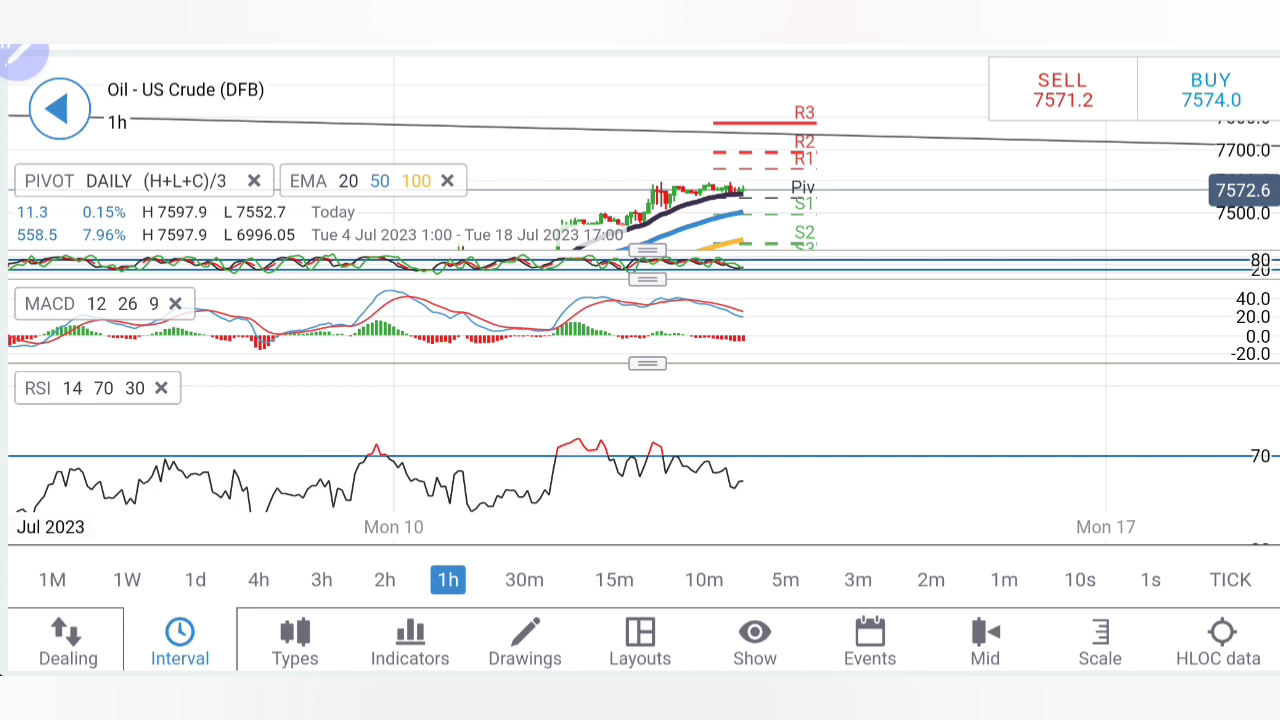 Oil - US Crude (DFB)
1h
SELL
7571.2
BUY
7574.0
R3
R2
R1
7700.0
PIVOT DAILY (H+L+C)/3
EMA 20 50 100
Piv
7572.6
S1
7500.0
11.3 0.15% H 7597.9 L 7552.7 Today
558.5 7.96% H 7597.9 L 6996.05 Tue 4 Jul 2023 1:00 - Tue 18 Jul 2023 17:00
S2
80
20
MACD 12 26 9
40.0
20.0
0.0
-20.0
RSI 14 70 30
70
Jul 2023
Mon 10
Mon 17
1M 1W 1d 4h 3h 2h 1h 30m 15m 10m 5m 3m 2m 1m 10s 1s TICK
Dealing Interval Types Indicators Drawings Layouts Show Events Mid Scale HLOC data